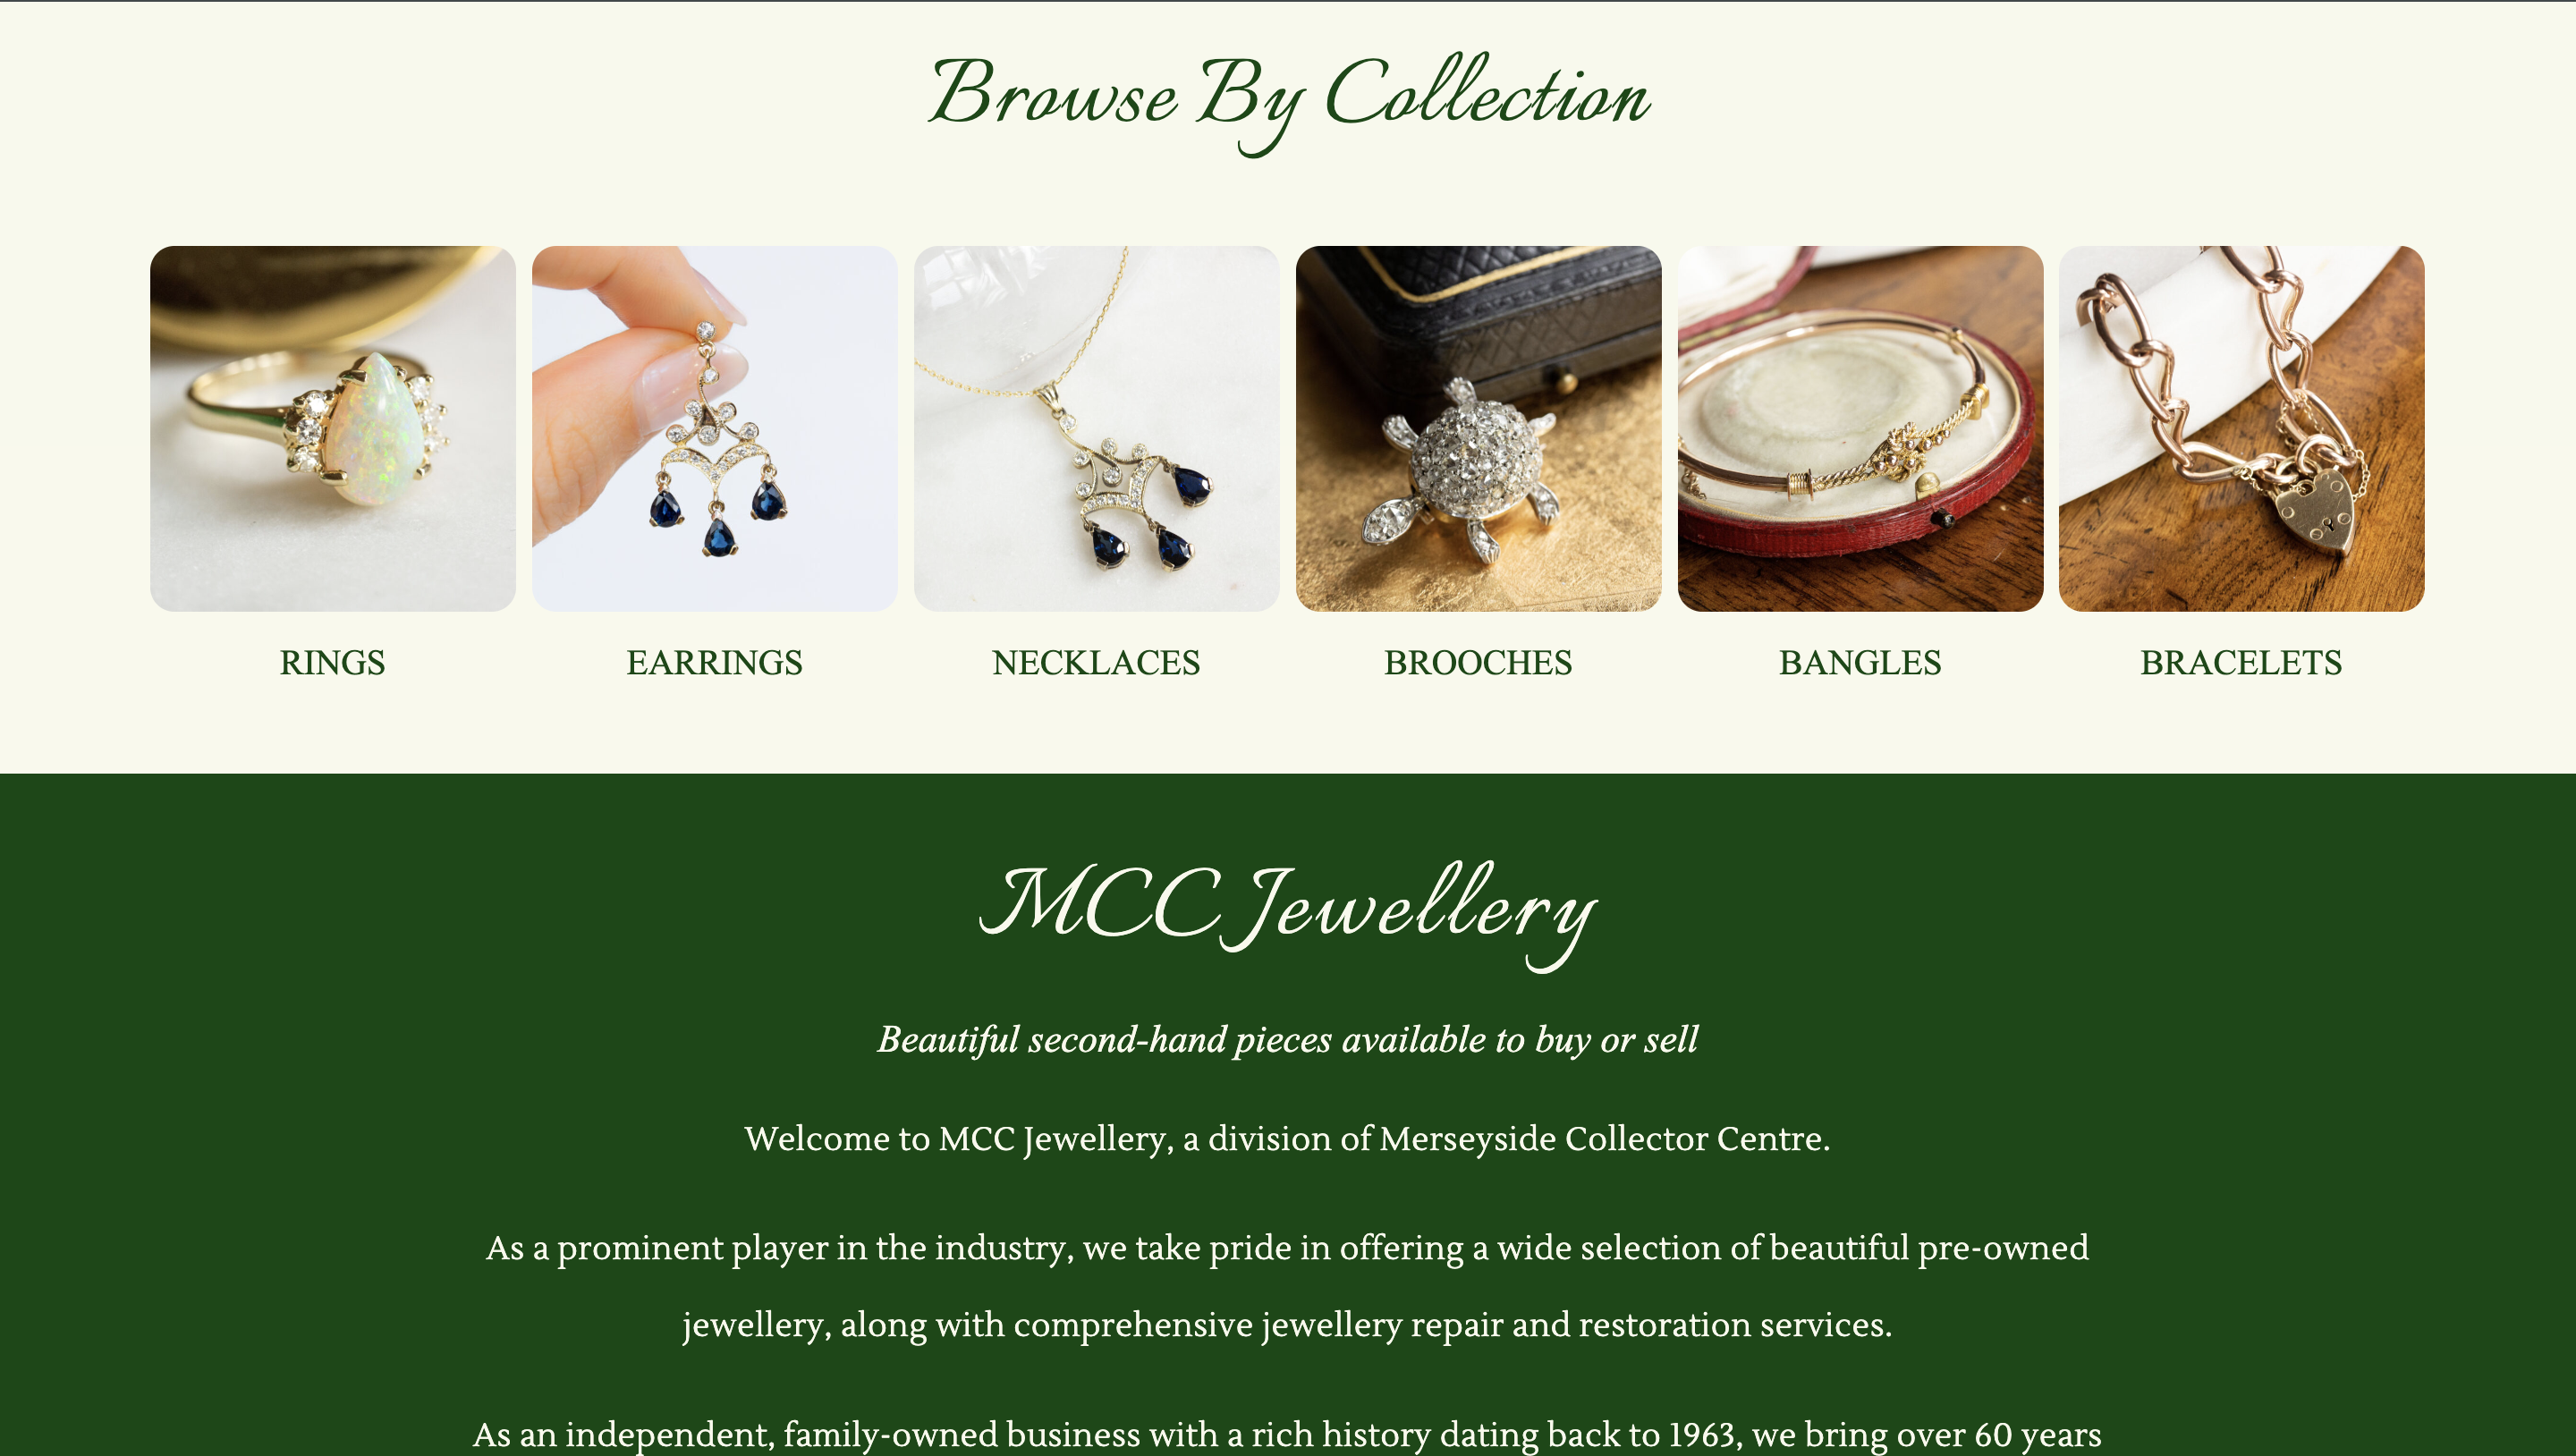 Browse By Collection
RINGS
EARRINGS
NECKLACES
BROOCHES
BANGLES
BRACELETS
MCC Jewellery
Beautiful second-hand pieces available to buy or sell
Welcome to MCC Jewellery, a division of Merseyside Collector Centre.
As a prominent player in the industry, we take pride in offering a wide selection of beautiful pre-owned
jewellery, along with comprehensive jewellery repair and restoration services.
As an independent, family-owned business with a rich history dating back to 1963, we bring over 60 years